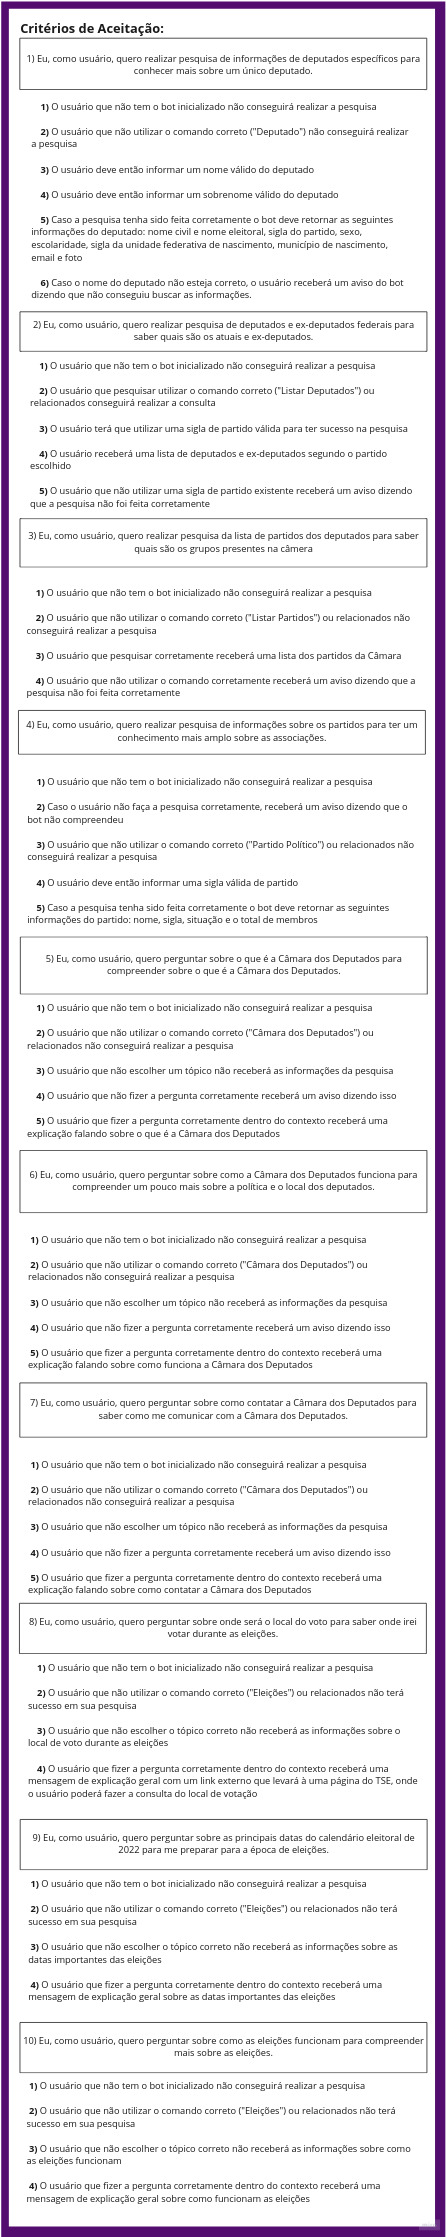 Critérios de Aceitação:
1) Eu, como usuário, quero realizar pesquisa de informações de deputados específicos para
conhecer mais sobre um único deputado.
1) O usuário que não tem o bot inicializado não conseguirá realizar a pesquisa
2) O usuário que não utilizar o comando correto ("Deputado") não conseguirá realizar
a pesquisa
3) O usuário deve então informar um nome válido do deputado
4) O usuário deve então informar um sobrenome válido do deputado
5) Caso a pesquisa tenha sido feita corretamente o bot deve retornar as seguintes
informações do deputado: nome civil e nome eleitoral, sigla do partido, sexo,
escolaridade, sigla da unidade federativa de nascimento, município de nascimento,
email e foto
6) Caso o nome do deputado não esteja correto, o usuário receberá um aviso do bot
dizendo que não conseguiu buscar as informações.
2) Eu, como usuário, quero realizar pesquisa de deputados e ex-deputados federais para
saber quais são os atuais e ex-deputados.
1) O usuário que não tem o bot inicializado não conseguirá realizar a pesquisa
2) O usuário que pesquisar utilizar o comando correto ("Listar Deputados") ou
relacionados conseguirá realizar a consulta
3) O usuário terá que utilizar uma sigla de partido válida para ter sucesso na pesquisa
4) O usuário receberá uma lista de deputados e ex-deputados segundo o partido
escolhido
5) O usuário que não utilizar uma sigla de partido existente receberá um aviso dizendo
que a pesquisa não foi feita corretamente
3) Eu, como usuário, quero realizar pesquisa da lista de partidos dos deputados para saber
quais são os grupos presentes na câmera
1) O usuário que não tem o bot inicializado não conseguirá realizar a pesquisa
2) O usuário que não utilizar o comando correto ("Listar Partidos") ou relacionados não
conseguirá realizar a pesquisa
3) O usuário que pesquisar corretamente receberá uma lista dos partidos da Câmara
4) O usuário que não utilizar o comando corretamente receberá um aviso dizendo que a
pesquisa não foi feita corretamente
4) Eu, como usuário, quero realizar pesquisa de informações sobre os partidos para ter um
conhecimento mais amplo sobre as associações.
1) O usuário que não tem o bot inicializado não conseguirá realizar a pesquisa
2) Caso o usuário não faça a pesquisa corretamente, receberá um aviso dizendo que o
bot não compreendeu
3) O usuário que não utilizar o comando correto ("Partido Político") ou relacionados não
conseguirá realizar a pesquisa
4) O usuário deve então informar uma sigla válida de partido
5) Caso a pesquisa tenha sido feita corretamente o bot deve retornar as seguintes
informações do partido: nome, sigla, situação e o total de membros
5) Eu, como usuário, quero perguntar sobre o que é a Câmara dos Deputados para
compreender sobre o que é a Câmara dos Deputados.
1) O usuário que não tem o bot inicializado não conseguirá realizar a pesquisa
2) O usuário que não utilizar o comando correto ("Câmara dos Deputados") ou
relacionados não conseguirá realizar a pesquisa
3) O usuário que não escolher um tópico não receberá as informações da pesquisa
4) O usuário que não fizer a pergunta corretamente receberá um aviso dizendo isso
5) O usuário que fizer a pergunta corretamente dentro do contexto receberá uma
explicação falando sobre o que é a Câmara dos Deputados
6) Eu, como usuário, quero perguntar sobre como a Câmara dos Deputados funciona para
compreender um pouco mais sobre a política e o local dos deputados.
1) O usuário que não tem o bot inicializado não conseguirá realizar a pesquisa
2) O usuário que não utilizar o comando correto ("Câmara dos Deputados") ou
relacionados não conseguirá realizar a pesquisa
3) O usuário que não escolher um tópico não receberá as informações da pesquisa
4) O usuário que não fizer a pergunta corretamente receberá um aviso dizendo isso
5) O usuário que fizer a pergunta corretamente dentro do contexto receberá uma
explicação falando sobre como funciona a Câmara dos Deputados
7) Eu, como usuário, quero perguntar sobre como contatar a Câmara dos Deputados para
saber como me comunicar com a Câmara dos Deputados.
1) O usuário que não tem o bot inicializado não conseguirá realizar a pesquisa
2) O usuário que não utilizar o comando correto ("Câmara dos Deputados") ou
relacionados não conseguirá realizar a pesquisa
3) O usuário que não escolher um tópico não receberá as informações da pesquisa
4) O usuário que não fizer a pergunta corretamente receberá um aviso dizendo isso
5) O usuário que fizer a pergunta corretamente dentro do contexto receberá uma
explicação falando sobre como contatar a Câmara dos Deputados
8) Eu, como usuário, quero perguntar sobre onde será o local do voto para saber onde irei
votar durante as eleições.
1) O usuário que não tem o bot inicializado não conseguirá realizar a pesquisa
2) O usuário que não utilizar o comando correto ("Eleições") ou relacionados não terá
sucesso em sua pesquisa
3) O usuário que não escolher o tópico correto não receberá as informações sobre o
local de voto durante as eleições
4) O usuário que fizer a pergunta corretamente dentro do contexto receberá uma
mensagem de explicação geral com um link externo que levará à uma página do TSE, onde
o usuário poderá fazer a consulta do local de votação
9) Eu, como usuário, quero perguntar sobre as principais datas do calendário eleitoral de
2022 para me preparar para a época de eleições.
1) O usuário que não tem o bot inicializado não conseguirá realizar a pesquisa
2) O usuário que não utilizar o comando correto ("Eleições") ou relacionados não terá
sucesso em sua pesquisa
3) O usuário que não escolher o tópico correto não receberá as informações sobre as
datas importantes das eleições
4) O usuário que fizer a pergunta corretamente dentro do contexto receberá uma
mensagem de explicação geral sobre as datas importantes das eleições
10) Eu, como usuário, quero perguntar sobre como as eleições funcionam para compreender
mais sobre as eleições.
1) O usuário que não tem o bot inicializado não conseguirá realizar a pesquisa
2) O usuário que não utilizar o comando correto ("Eleições") ou relacionados não terá
sucesso em sua pesquisa
3) O usuário que não escolher o tópico correto não receberá as informações sobre como
as eleições funcionam
4) O usuário que fizer a pergunta corretamente dentro do contexto receberá uma
mensagem de explicação geral sobre como funcionam as eleições